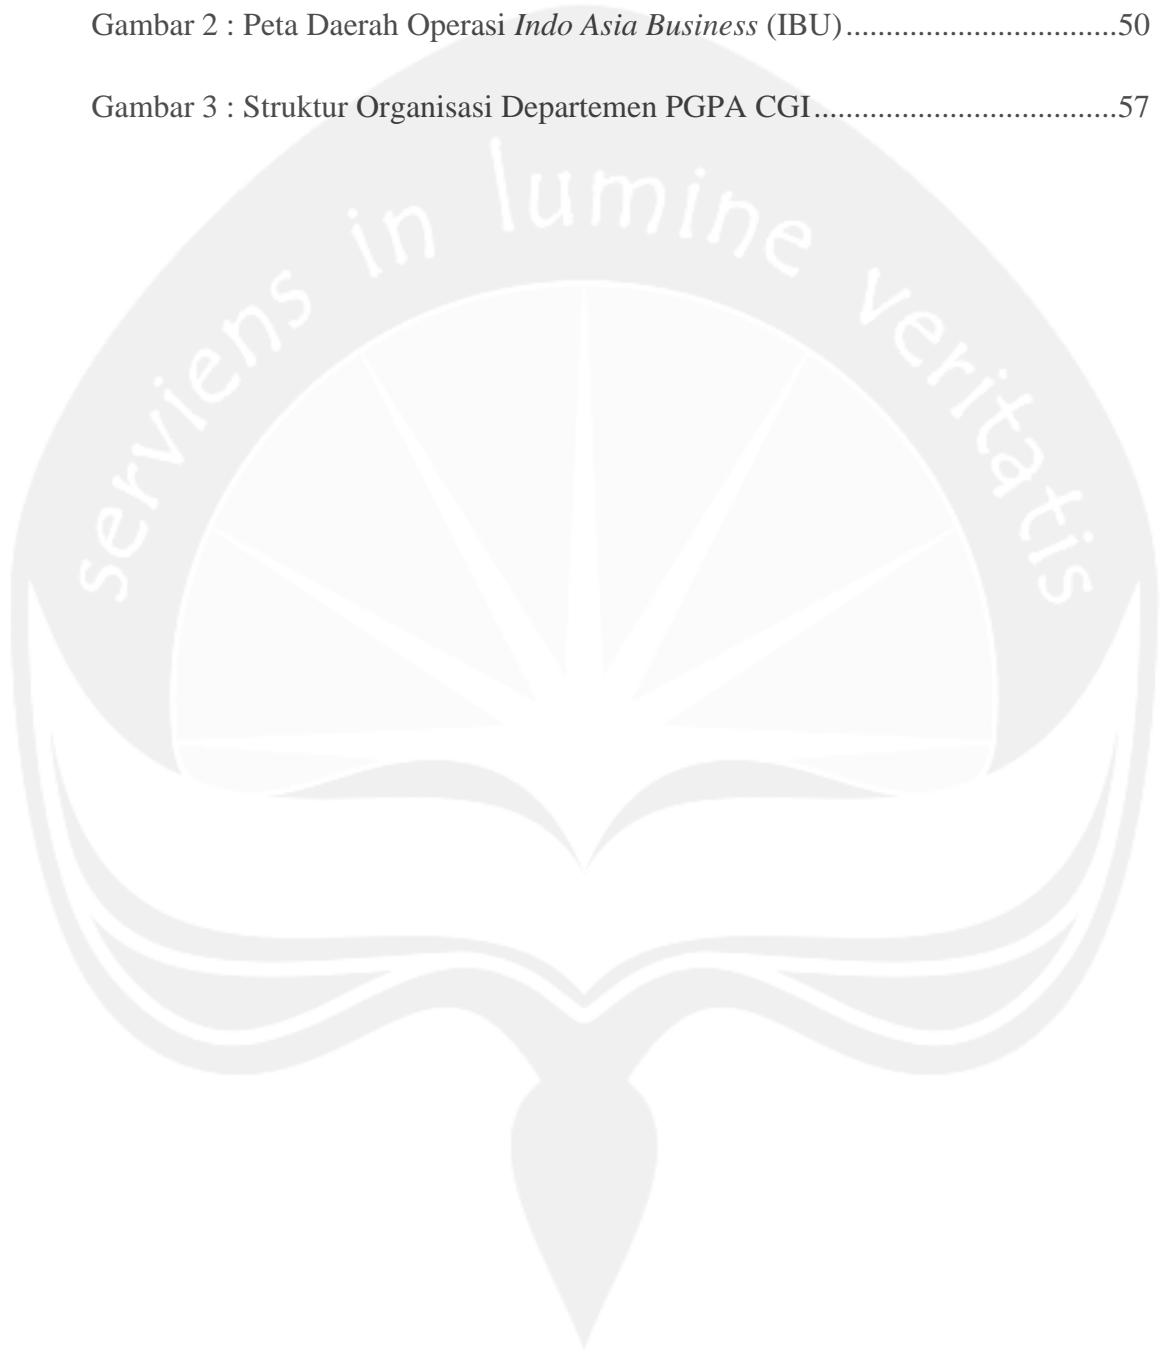 Gambar 2 : Peta Daerah Operasi Indo Asia Business (IBU)..................................50
Gambar 3 : Struktur Organisasi Departemen PGPA CGI......................................57
serviens in lumine veritatis